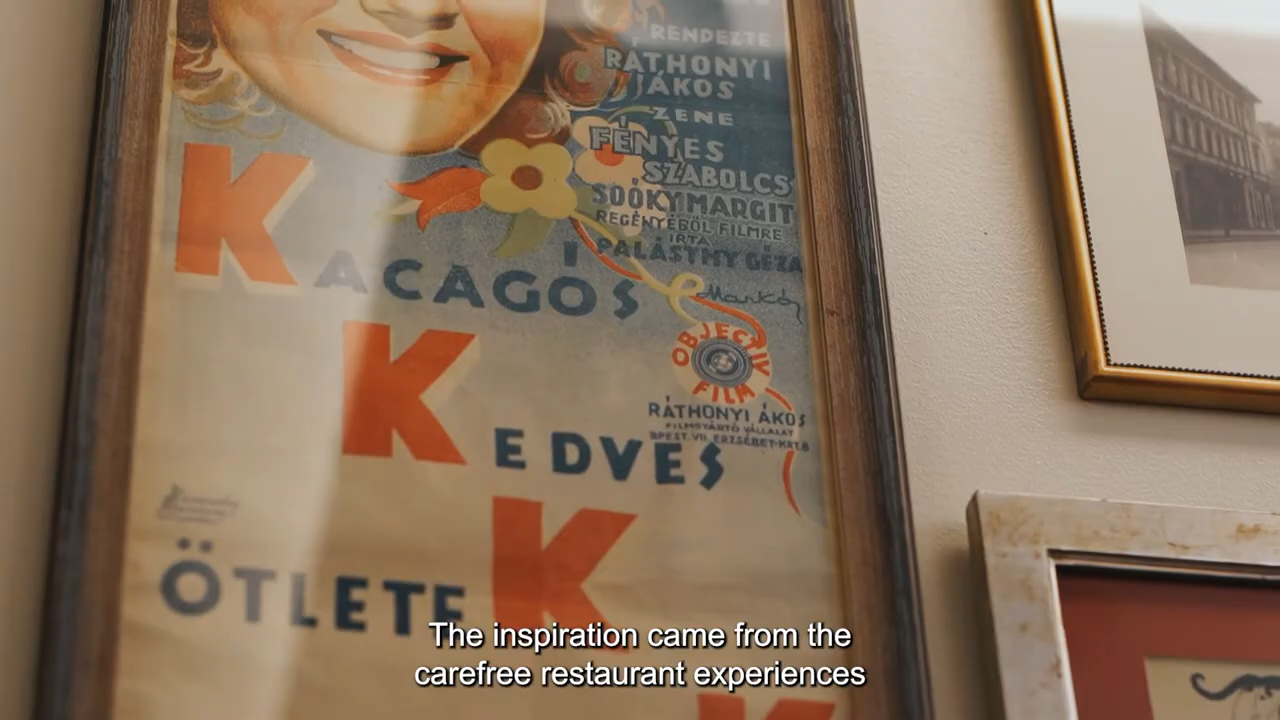 RENDEZTE
RÁTHONYI
ÁKOS
ZENE
FÉNYES
SZABOLCS
SOÓKY MARGIT
REGÉNYÉBŐL FILMRE
ÍRTA
PALÁSTHY GÉZA
KACAGÓS
Markó
OBJECTIV
FILM
RÁTHONYI ÁKOS
FILMGYÁRTÓ VÁLLALAT
BPEST. VII. ERZSÉBET-KRT. 8
KEDVES
ÖTLETEK
K
The inspiration came from the
carefree restaurant experiences